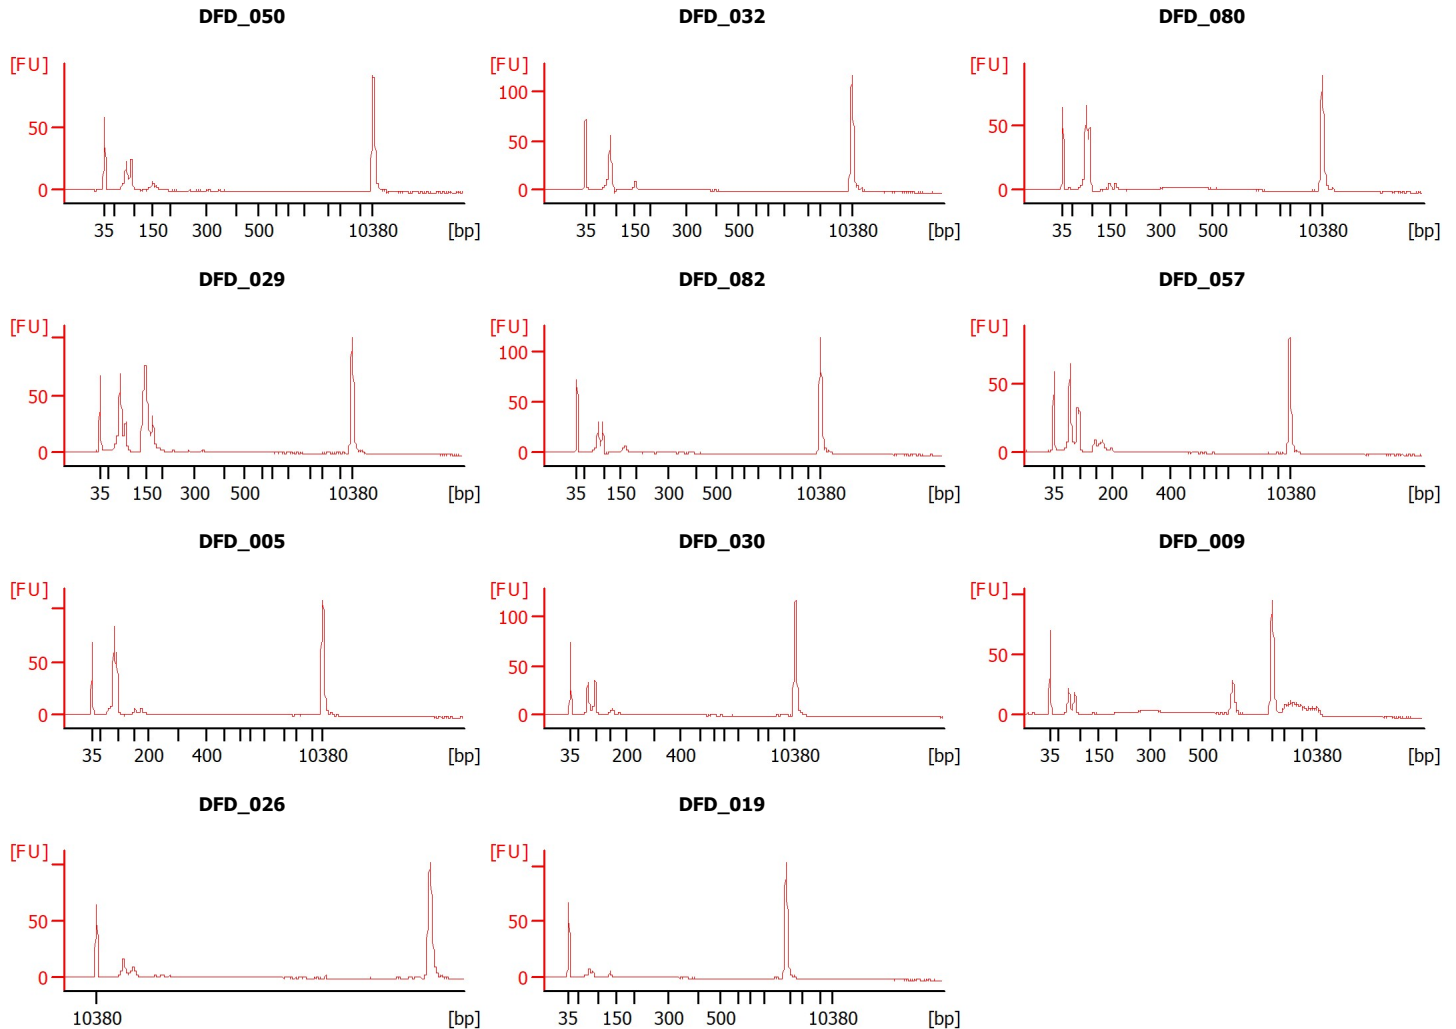 DFD_050 DFD_032 DFD_080
[FU] [FU] [FU]
100
50 50 50
0 0 0
35 150 300 500 10380 [bp] 35 150 300 500 10380 [bp] 35 150 300 500 10380 [bp]
DFD_029 DFD_082 DFD_057
[FU] [FU] [FU]
100
50 50 50
0 0 0
35 150 300 500 10380 [bp] 35 150 300 500 10380 [bp] 35 200 400 10380 [bp]
DFD_005 DFD_030 DFD_009
[FU] [FU] [FU]
100
50 50 50
0 0 0
35 200 400 10380 [bp] 35 200 400 10380 [bp] 35 150 300 500 10380 [bp]
DFD_026 DFD_019
[FU] [FU]
50 50
0 0
10380 [bp] 35 150 300 500 10380 [bp]